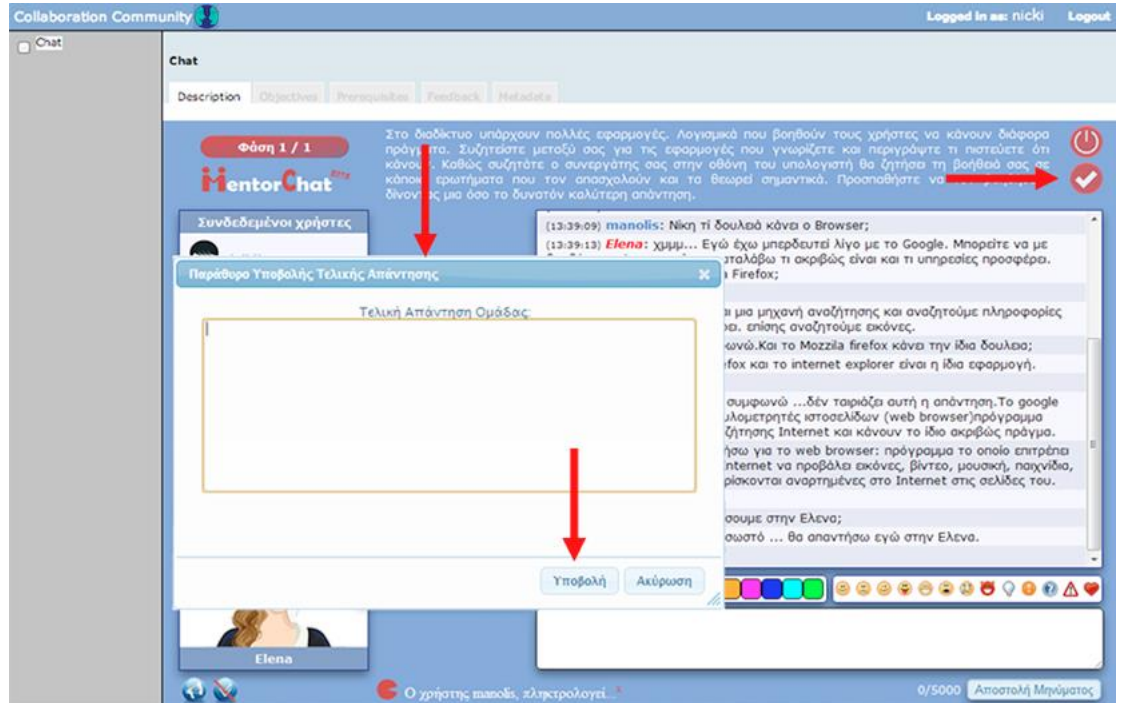 Collaboration Community
Logged in as: nicki Logout
Chat
Chat
Description Objectives Prerequisites Feedback Metadata
Φάση 1 / 1
MentorChat Beta
Στο διαδίκτυο υπάρχουν πολλές εφαρμογές. Λογισμικά που βοηθούν τους χρήστες να κάνουν διάφορα
πράγματα. Συζητείστε μεταξύ σας για τις εφαρμογές που γνωρίζετε και περιγράψτε τι πιστεύετε ότι
κάνουν. Καθώς συζητάτε ο συνεργάτης σας στην οθόνη του υπολογιστή θα ζητήσει τη βοήθειά σας σε
κάποια ερωτήματα που τον απασχολούν και τα θεωρεί σημαντικά. Προσπαθήστε να
δίνοντας μια όσο το δυνατόν καλύτερη απάντηση.
Συνδεδεμένοι χρήστες
(13:39:09) manolis: Νίκη τί δουλειά κάνει ο Browser;
(13:39:13) Elena: χμμμ... Εγώ έχω μπερδευτεί λίγο με το Google. Μπορείτε να με
καταλάβω τι ακριβώς είναι και τι υπηρεσίες προσφέρει.
Firefox;
μια μηχανή αναζήτησης και αναζητούμε πληροφορίες
επίσης αναζητούμε εικόνες.
Και το Mozzila firefox κάνει την ίδια δουλεια;
και το internet explorer είναι η ίδια εφαρμογή.
συμφωνώ ...δέν ταιριάζει αυτή η απάντηση.Το google
ιστοσελίδων (web browser)πρόγραμμα
Internet και κάνουν το ίδιο ακριβώς πράγμα.
για το web browser: πρόγραμμα το οποίο επιτρέπει
Internet να προβάλει εικόνες, βίντεο, μουσική, παιχνίδια,
αναρτημένες στο Internet στις σελίδες του.
στην Ελενα;
σωστό ... θα απαντήσω εγώ στην Ελενα.
Παράθυρο Υποβολής Τελικής Απάντησης
Τελική Απάντηση Ομάδας:
Υποβολή Ακύρωση
Elena
Ο χρήστης manolis, πληκτρολογεί...
0/5000 Αποστολή Μηνύματος